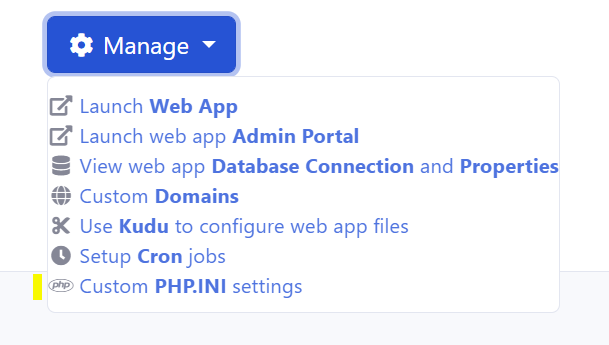 Manage
Launch Web App
Launch web app Admin Portal
View web app Database Connection and Properties
Custom Domains
Use Kudu to configure web app files
Setup Cron jobs
php Custom PHP.INI settings